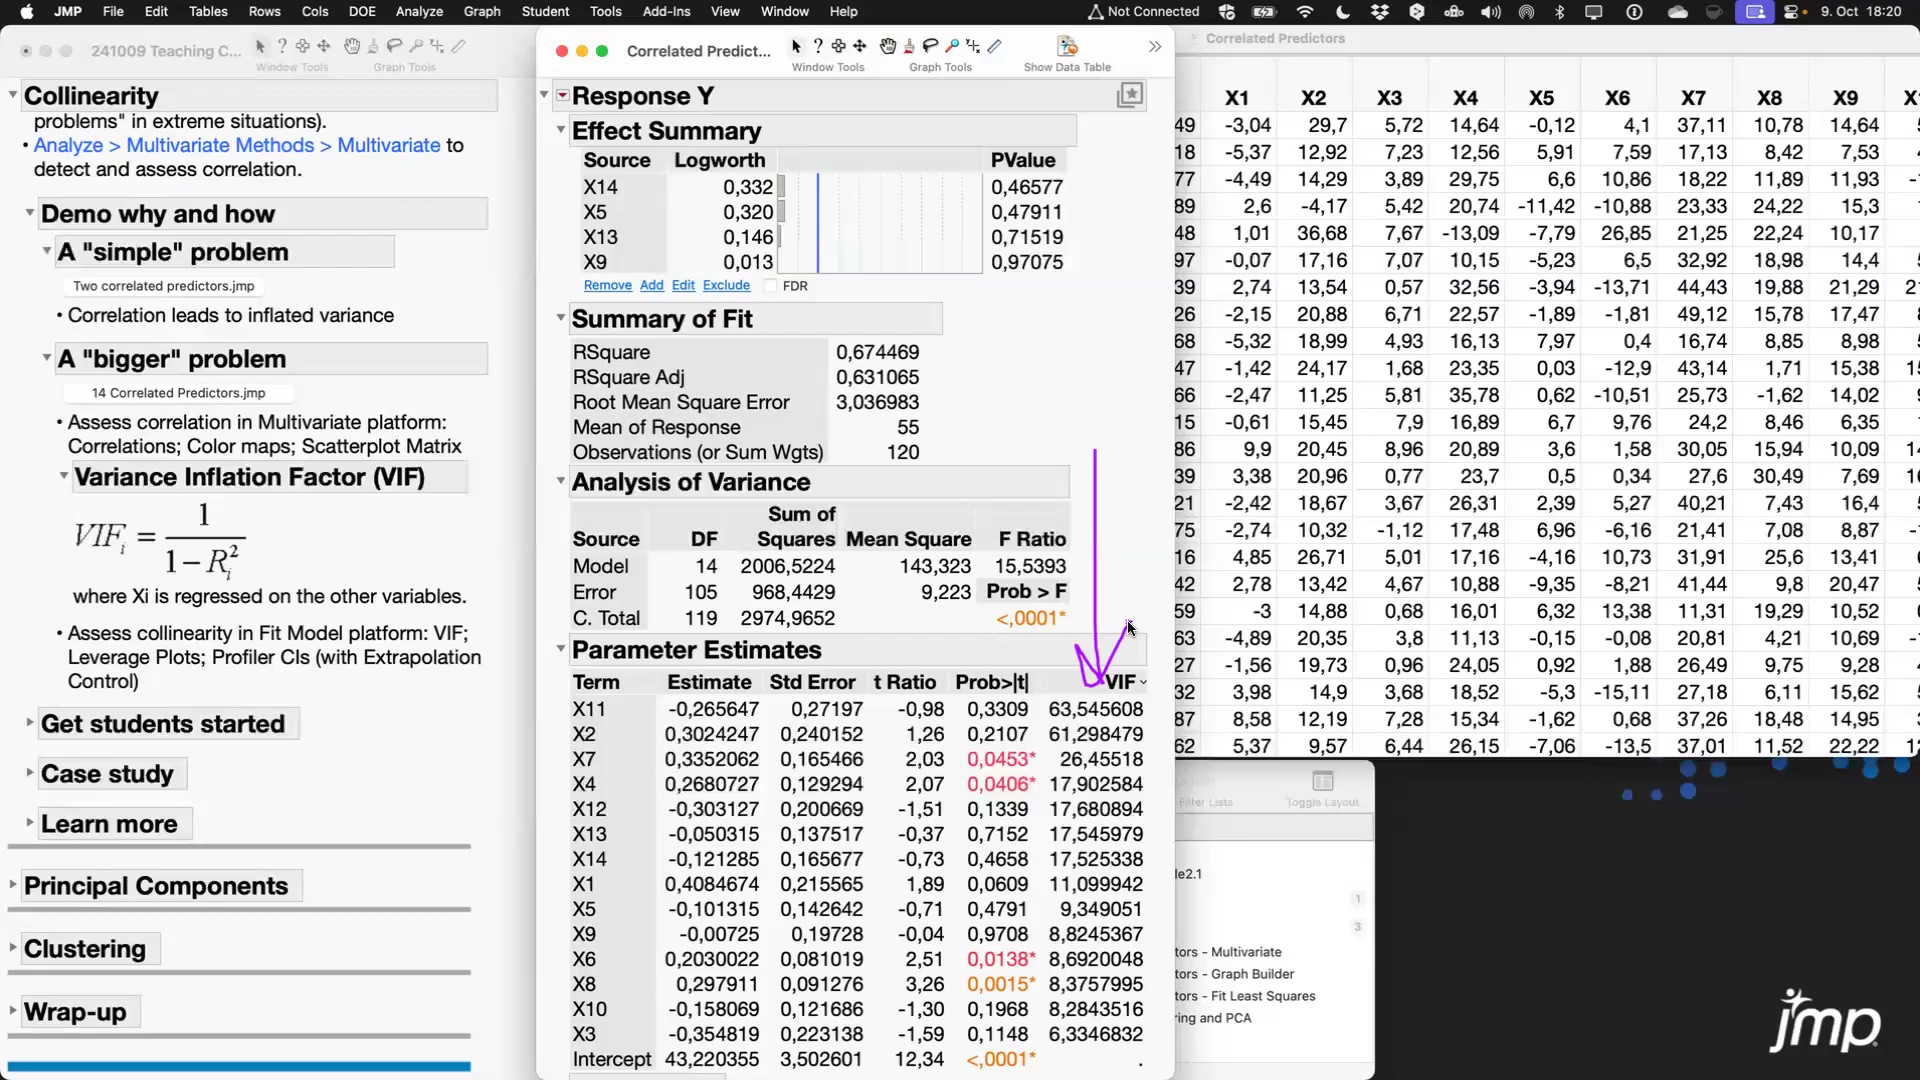 JMP File Edit Tables Rows Cols DOE Analyze Graph Student Tools Add-Ins View Window Help Not Connected 9. Oct 18:20
241009 Teaching C...
Window Tools Graph Tools
Collinearity
problems" in extreme situations).
• Analyze > Multivariate Methods > Multivariate to
detect and assess correlation.
Demo why and how
A "simple" problem
Two correlated predictors.jmp
• Correlation leads to inflated variance
A "bigger" problem
14 Correlated Predictors.jmp
• Assess correlation in Multivariate platform:
Correlations; Color maps; Scatterplot Matrix
Variance Inflation Factor (VIF)
VIF_i = 1 / (1 - R_i^2)
where Xi is regressed on the other variables.
• Assess collinearity in Fit Model platform: VIF;
Leverage Plots; Profiler CIs (with Extrapolation
Control)
Get students started
Case study
Learn more
Principal Components
Clustering
Wrap-up
Correlated Predict...
Window Tools Graph Tools Show Data Table
Response Y
Effect Summary
Source Logworth PValue
X14 0,332 0,46577
X5 0,320 0,47911
X13 0,146 0,71519
X9 0,013 0,97075
Remove Add Edit Exclude FDR
Summary of Fit
RSquare 0,674469
RSquare Adj 0,631065
Root Mean Square Error 3,036983
Mean of Response 55
Observations (or Sum Wgts) 120
Analysis of Variance
Sum of
Source DF Squares Mean Square F Ratio
Model 14 2006,5224 143,323 15,5393
Error 105 968,4429 9,223 Prob > F
C. Total 119 2974,9652 <,0001*
Parameter Estimates
Term Estimate Std Error t Ratio Prob>|t| VIF
X11 -0,265647 0,27197 -0,98 0,3309 63,545608
X2 0,3024247 0,240152 1,26 0,2107 61,298479
X7 0,3352062 0,165466 2,03 0,0453* 26,45518
X4 0,2680727 0,129294 2,07 0,0406* 17,902584
X12 -0,303127 0,200669 -1,51 0,1339 17,680894
X13 -0,050315 0,137517 -0,37 0,7152 17,545979
X14 -0,121285 0,165677 -0,73 0,4658 17,525338
X1 0,4084674 0,215565 1,89 0,0609 11,099942
X5 -0,101315 0,142642 -0,71 0,4791 9,349051
X9 -0,00725 0,19728 -0,04 0,9708 8,8245367
X6 0,2030022 0,081019 2,51 0,0138* 8,6920048
X8 0,297911 0,091276 3,26 0,0015* 8,3757995
X10 -0,158069 0,121686 -1,30 0,1968 8,2843516
X3 -0,354819 0,223138 -1,59 0,1148 6,3346832
Intercept 43,220355 3,502601 12,34 <,0001* .
Correlated Predictors
X1 X2 X3 X4 X5 X6 X7 X8 X9 X1
49 -3,04 29,7 5,72 14,64 -0,12 4,1 37,11 10,78 14,64
18 -5,37 12,92 7,23 12,56 5,91 7,59 17,13 8,42 7,53
77 -4,49 14,29 3,89 29,75 6,6 10,86 18,22 11,89 11,93
89 2,6 -4,17 5,42 20,74 -11,42 -10,88 23,33 24,22 15,3
48 1,01 36,68 7,67 -13,09 -7,79 26,85 21,25 22,24 10,17
97 -0,07 17,16 7,07 10,15 -5,23 6,5 32,92 18,98 14,4
39 2,74 13,54 0,57 32,56 -3,94 -13,71 44,43 19,88 21,29 21
26 -2,15 20,88 6,71 22,57 -1,89 -1,81 49,12 15,78 17,47
68 -5,32 18,99 4,93 16,13 7,97 0,4 16,74 8,85 8,98
47 -1,42 24,17 1,68 23,35 0,03 -12,9 43,14 1,71 15,38 15
66 -2,47 11,25 5,81 35,78 0,62 -10,51 25,73 -1,62 14,02
15 -0,61 15,45 7,9 16,89 6,7 9,76 24,2 8,46 6,35
86 9,9 20,45 8,96 20,89 3,6 1,58 30,05 15,94 10,09
39 3,38 20,96 0,77 23,7 0,5 0,34 27,6 30,49 7,69
21 -2,42 18,67 3,67 26,31 2,39 5,27 40,21 7,43 16,4
75 -2,74 10,32 -1,12 17,48 6,96 -6,16 21,41 7,08 8,87
16 4,85 26,71 5,01 17,16 -4,16 10,73 31,91 25,6 13,41
42 2,78 13,42 4,67 10,88 -9,35 -8,21 41,44 9,8 20,47
59 -3 14,88 0,68 16,01 6,32 13,38 11,31 19,29 10,52
63 -4,89 20,35 3,8 11,13 -0,15 -0,08 20,81 4,21 10,69
27 -1,56 19,73 0,96 24,05 0,92 1,88 26,49 9,75 9,28
32 3,98 14,9 3,68 18,52 -5,3 -15,11 27,18 6,11 15,62
87 8,58 12,19 7,28 15,34 -1,62 0,68 37,26 18,48 14,95
62 5,37 9,57 6,44 26,15 -7,06 -13,5 37,01 11,52 22,22
Filter Lists Toggle Layout
le2.1
1
3
tors - Multivariate
tors - Graph Builder
tors - Fit Least Squares
ring and PCA
jmp